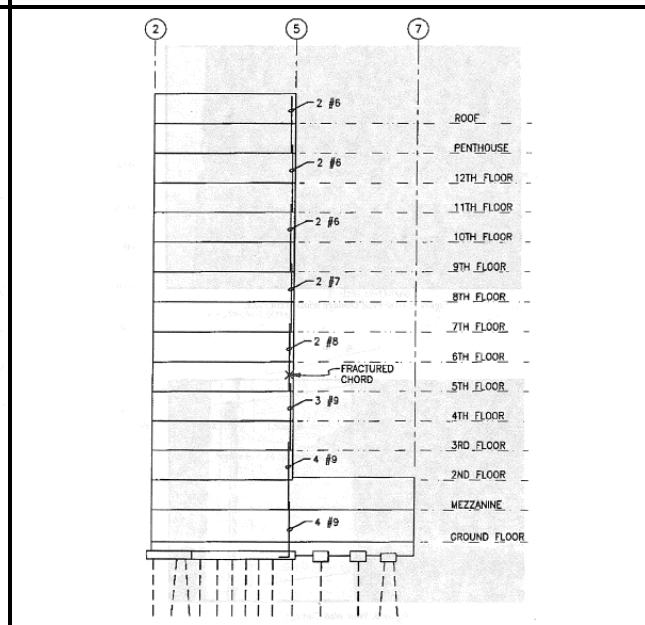 2 5 7
2 #6
ROOF
PENTHOUSE
2 #6
12TH FLOOR
11TH FLOOR
2 #6
10TH FLOOR
9TH FLOOR
2 #7
8TH FLOOR
7TH FLOOR
2 #8
6TH FLOOR
FRACTURED
CHORD
5TH FLOOR
3 #9
4TH FLOOR
3RD FLOOR
4 #9
2ND FLOOR
MEZZANINE
4 #9
GROUND FLOOR